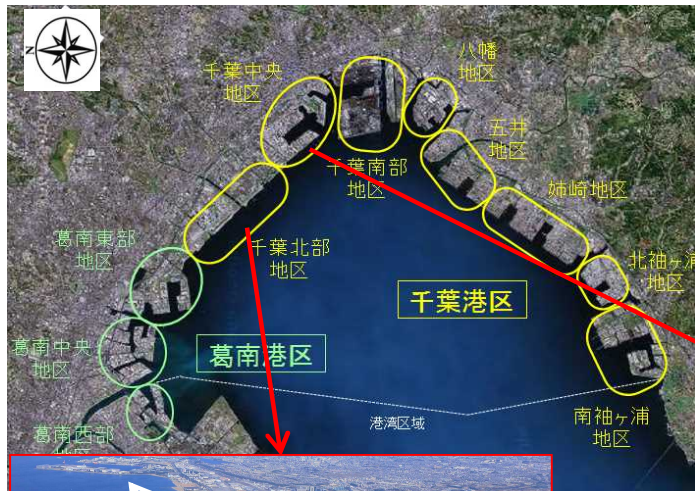 N
千葉中央
地区
八幡
地区
五井
地区
千葉南部
地区
姉崎地区
葛南東部
地区
千葉北部
地区
北袖ヶ浦
地区
千葉港区
葛南中央
地区
葛南港区
港湾区域
南袖ヶ浦
地区
葛南西部
地区